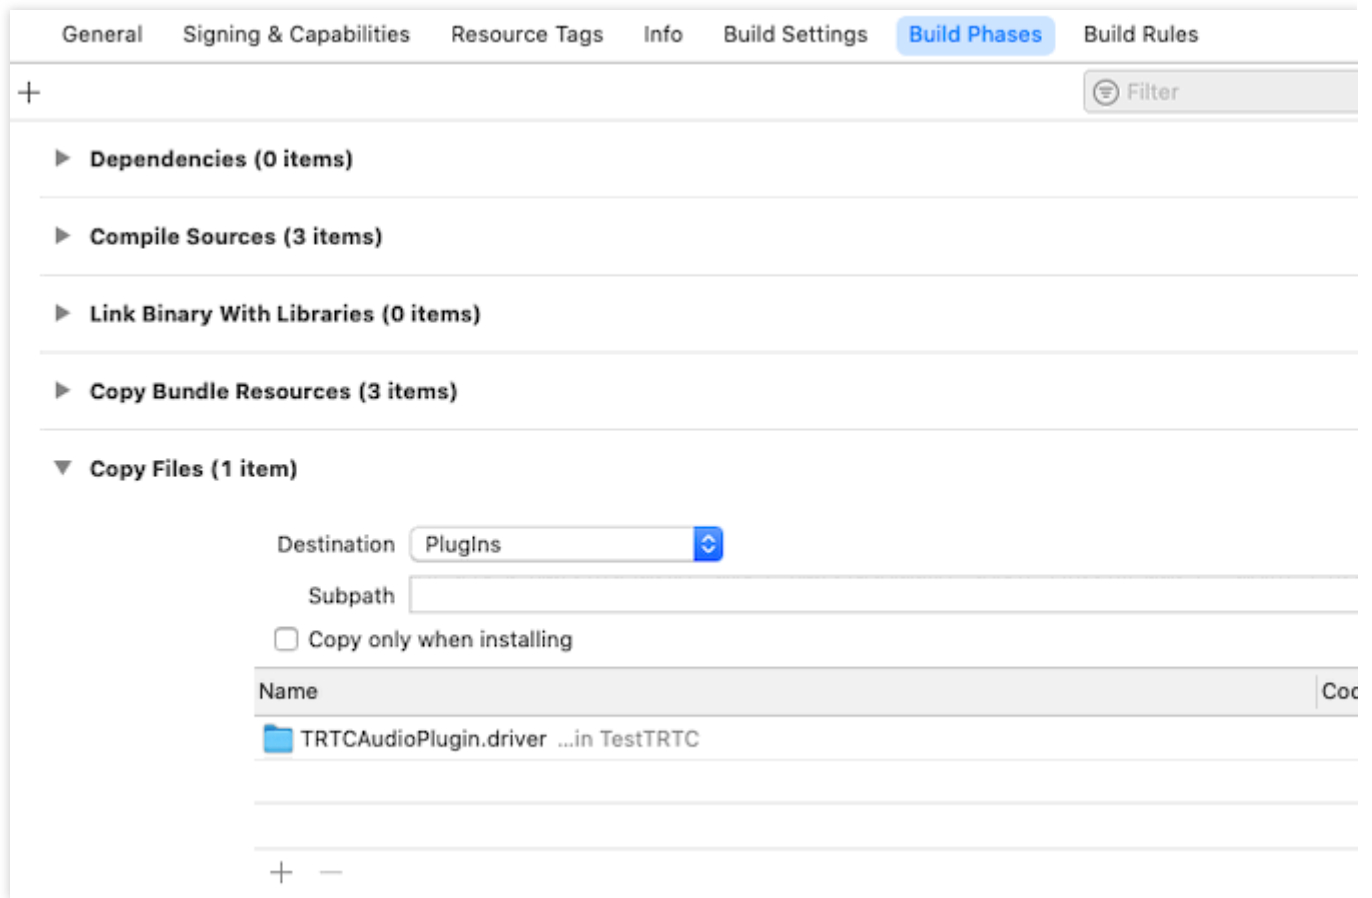 General Signing & Capabilities Resource Tags Info Build Settings Build Phases Build Rules
Filter
Dependencies (0 items)
Compile Sources (3 items)
Link Binary With Libraries (0 items)
Copy Bundle Resources (3 items)
Copy Files (1 item)
Destination PlugIns
Subpath
Copy only when installing
Name
TRTCAudioPlugin.driver ...in TestTRTC